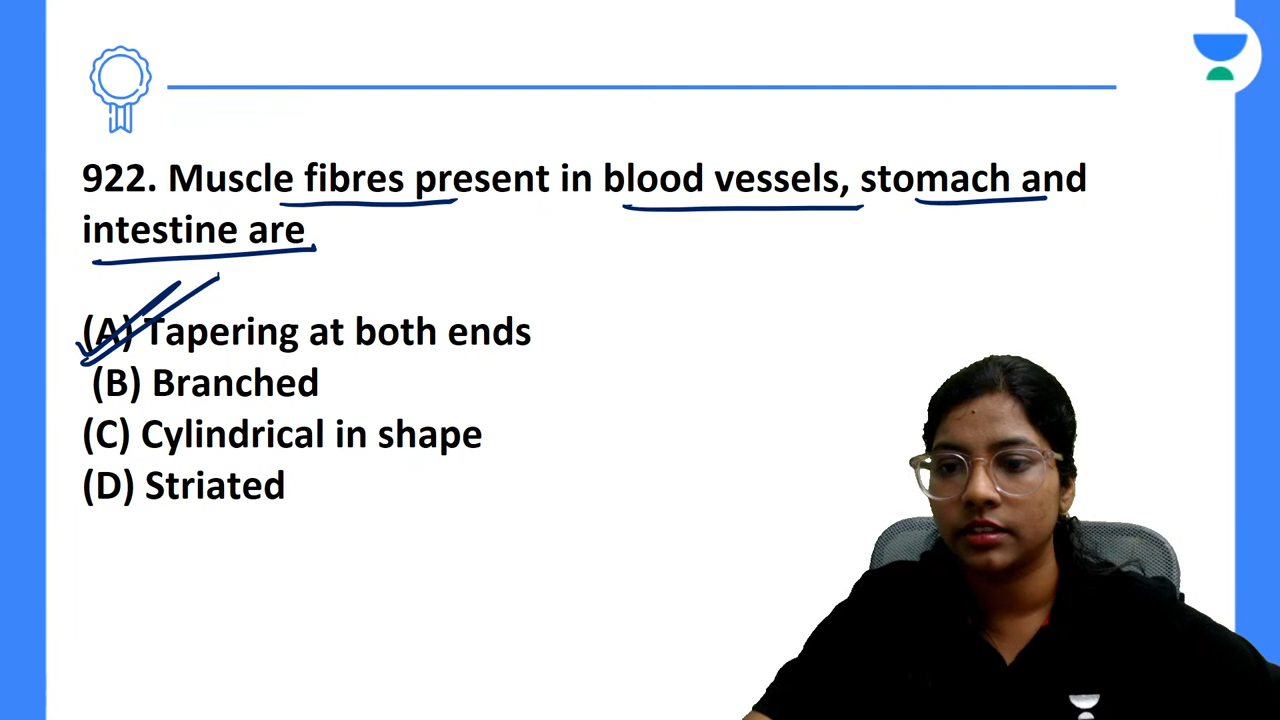 922. Muscle fibres present in blood vessels, stomach and
intestine are
(A) Tapering at both ends
(B) Branched
(C) Cylindrical in shape
(D) Striated